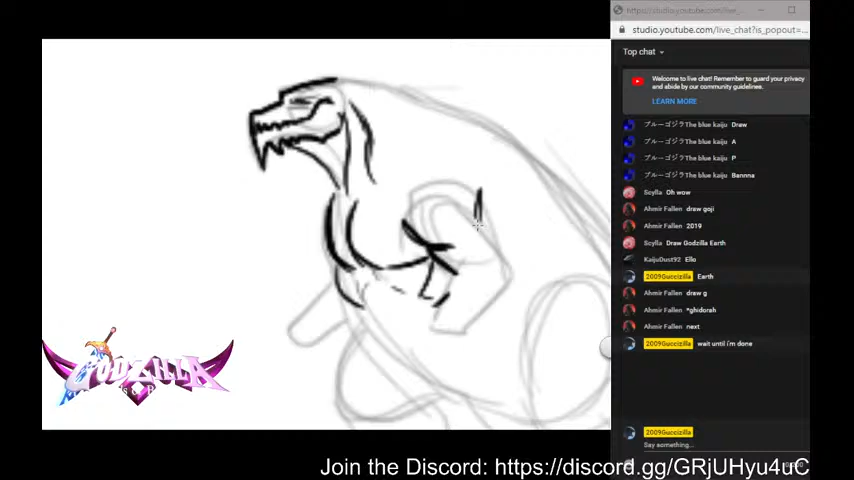 https://studio.youtube.com/live_
studio.youtube.com/live_chat?is_popout=...
Top chat
Welcome to live chat! Remember to guard your privacy
and abide by our community guidelines.
LEARN MORE
ブルーゴジラThe blue kaiju Draw
ブルーゴジラThe blue kaiju A
ブルーゴジラThe blue kaiju P
ブルーゴジラThe blue kaiju Bannna
Scylla Oh wow
Ahmir Fallen draw goji
Ahmir Fallen 2019
Scylla Draw Godzilla Earth
KaijuDust92 Ello
2009Guccizilla Earth
Ahmir Fallen draw g
Ahmir Fallen *ghidorah
Ahmir Fallen next
2009Guccizilla wait until i'm done
GODZILLA
2009Guccizilla
Say something...
Join the Discord: https://discord.gg/GRjUHyu4uC